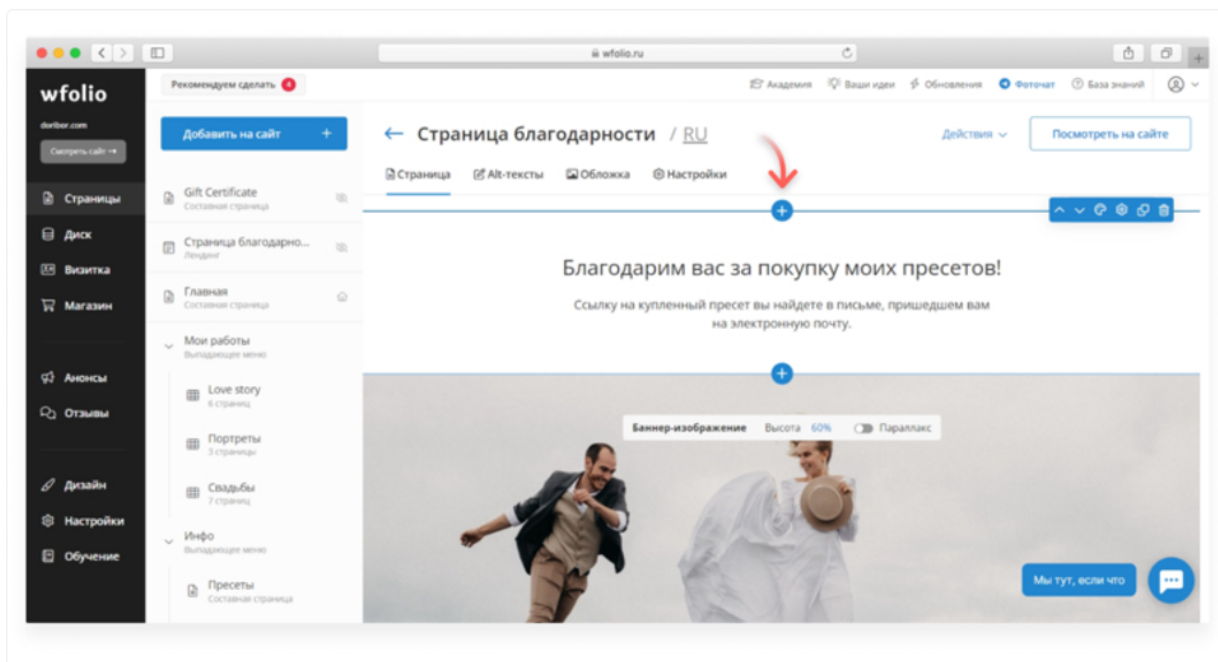 wfolio.ru
wfolio
Рекомендуем сделать 4
Академия
Ваши идеи
Обновления
Фоточат
База знаний
doribor.com
Смотреть сайт →
Добавить на сайт +
← Страница благодарности / RU
Действия
Посмотреть на сайте
Страница
Alt-тексты
Обложка
Настройки
Страницы
Диск
Визитка
Магазин
Анонсы
Отзывы
Дизайн
Настройки
Обучение
Gift Certificate
Составная страница
Страница благодарно...
Лендинг
Главная
Составная страница
Мои работы
Выпадающее меню
Love story
6 страниц
Портреты
3 страницы
Свадьбы
7 страниц
Инфо
Выпадающее меню
Пресеты
Составная страница
Благодарим вас за покупку моих пресетов!
Ссылку на купленный пресет вы найдете в письме, пришедшем вам
на электронную почту.
Баннер-изображение Высота 60% Параллакс
Мы тут, если что